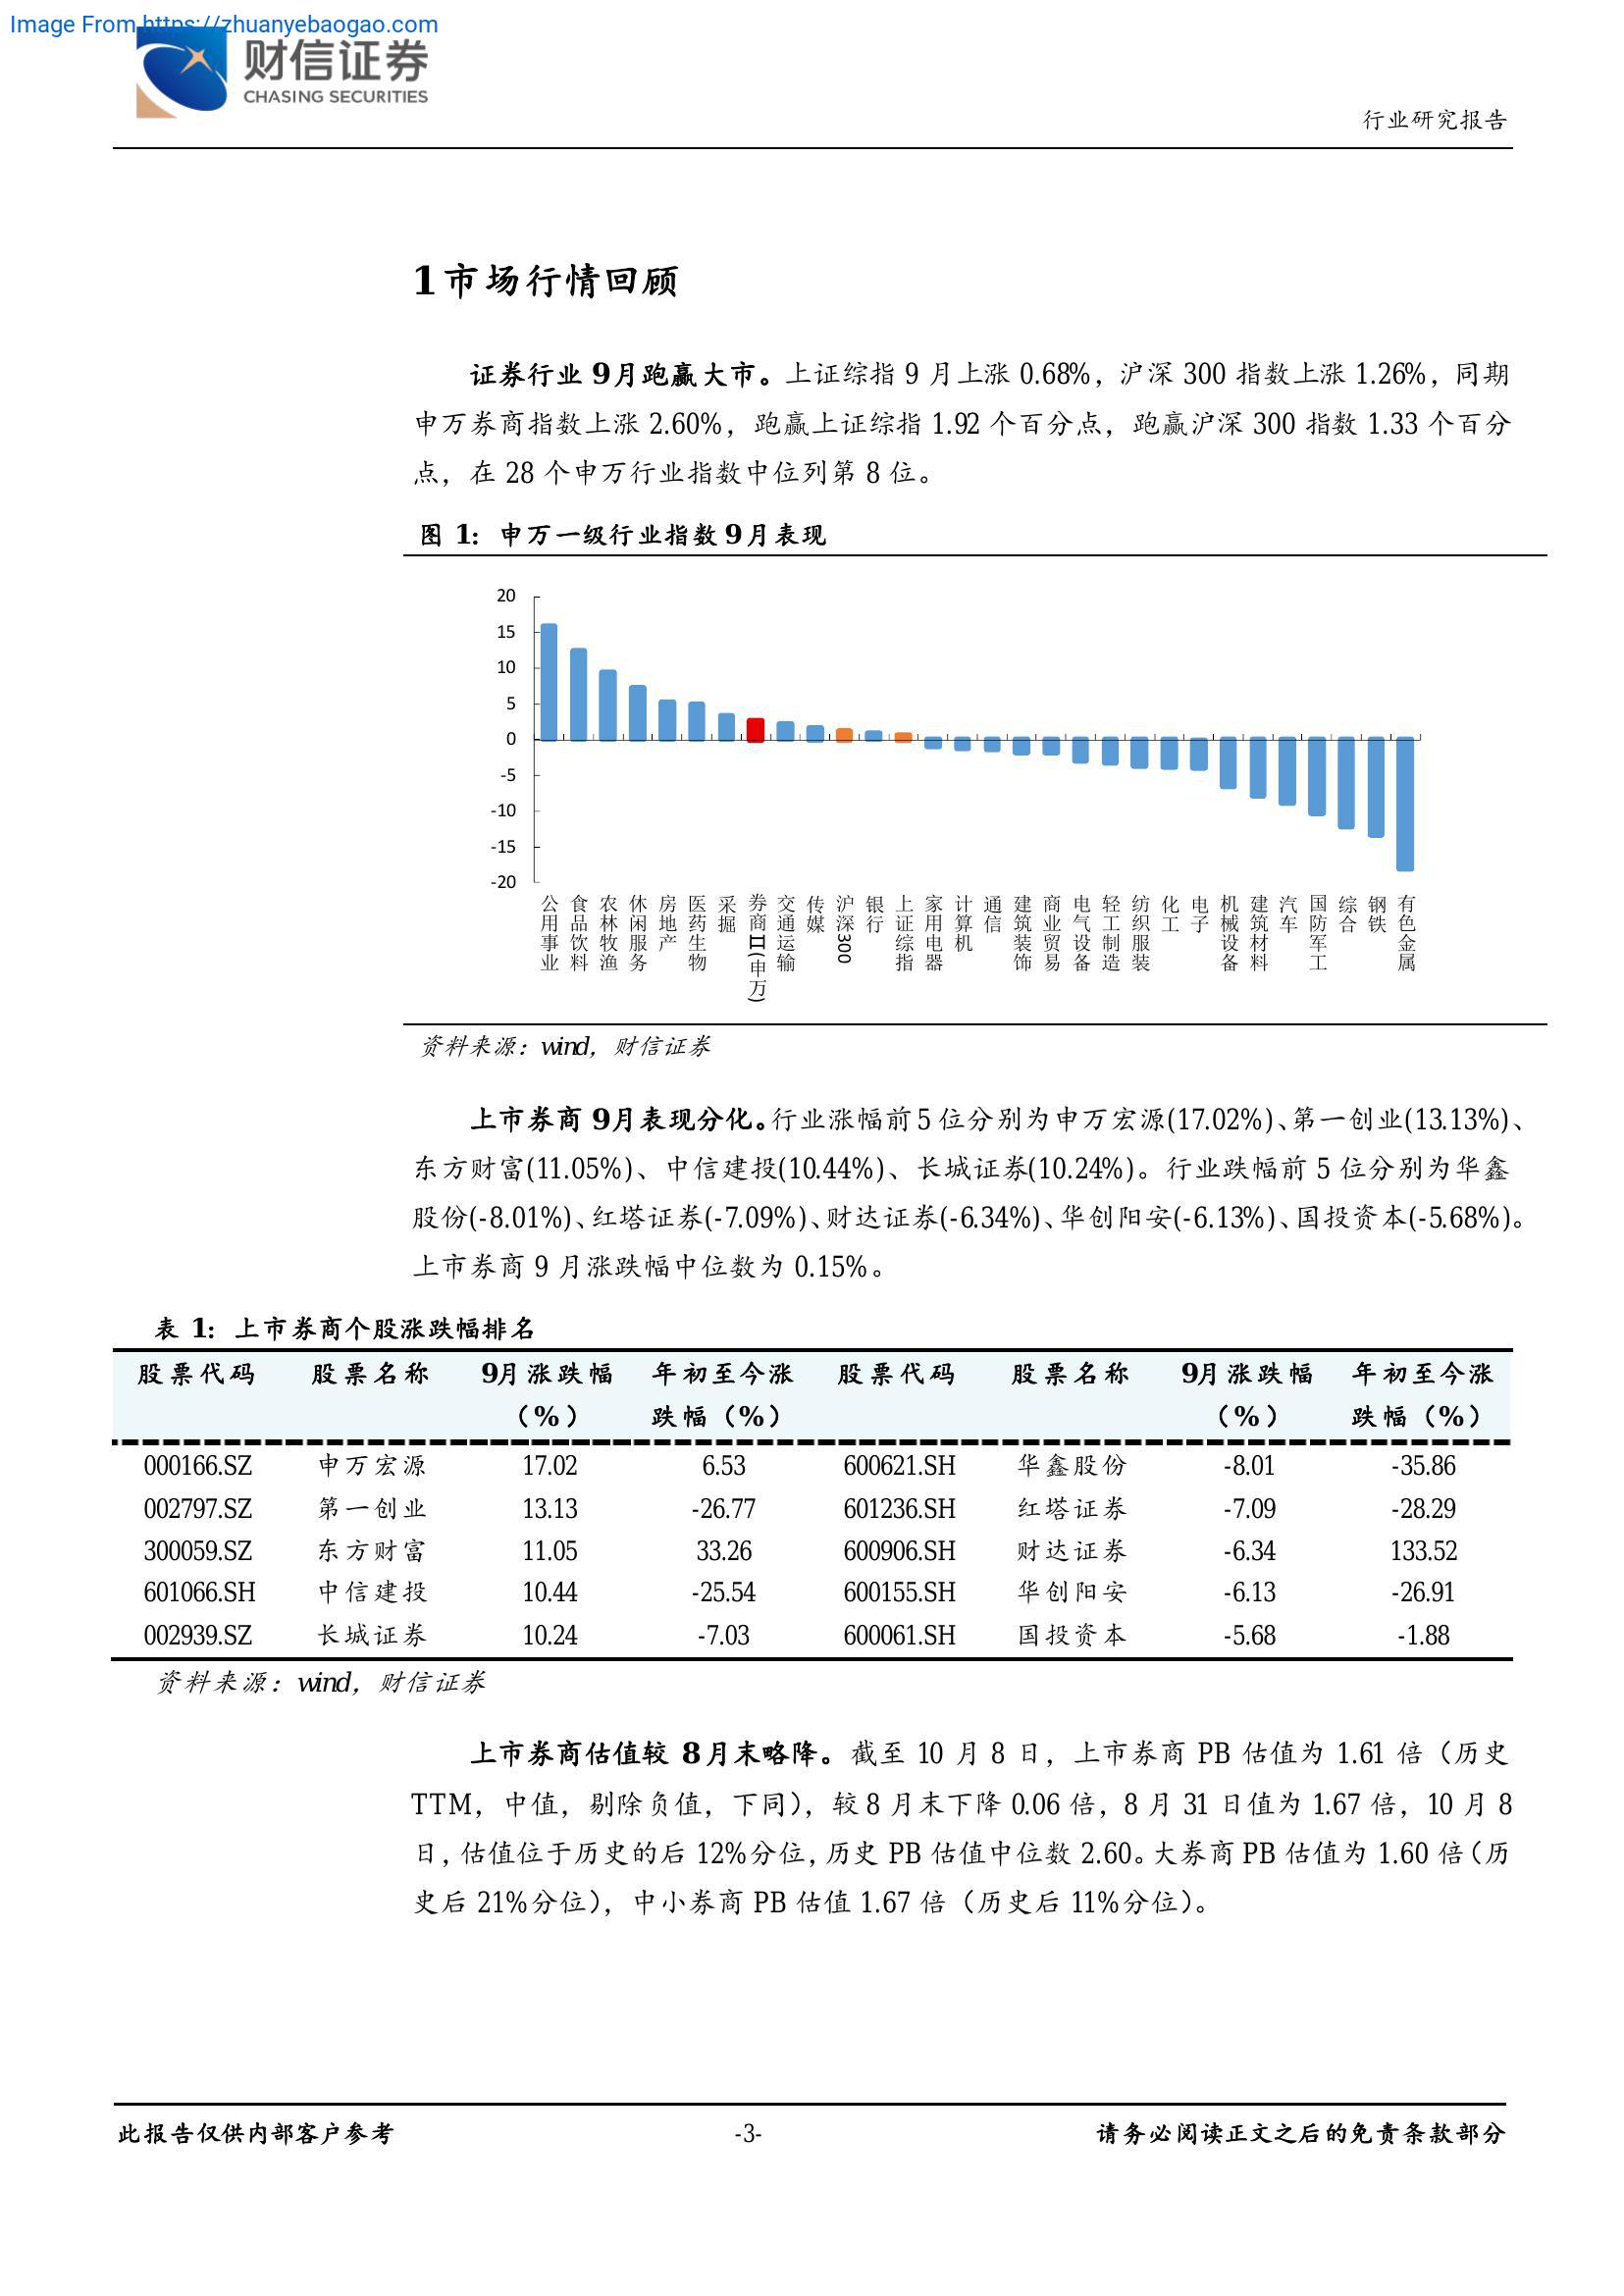 Image From https://zhuanyebaogao.com
财信证券
CHASING SECURITIES
行业研究报告
1市场行情回顾
证券行业 9月跑赢大市。上证综指 9 月上涨 0.68%，沪深 300 指数上涨 1.26%，同期
申万券商指数上涨 2.60%，跑赢上证综指 1.92 个百分点，跑赢沪深 300 指数 1.33 个百分
点，在 28 个申万行业指数中位列第 8 位。
图 1：申万一级行业指数9月表现
20
15
10
5
0
-5
-10
-15
-20
公用事业 食品饮料 农林牧渔 休闲服务 房地产 医药生物 采掘 券商II(申万) 交通运输 传媒 沪深300 银行 上证综指 家用电器 计算机 通信 建筑装饰 商业贸易 电气设备 轻工制造 纺织服装 化工 电子 机械设备 建筑材料 汽车 国防军工 综合 钢铁 有色金属
资料来源：wind，财信证券
上市券商 9月表现分化。行业涨幅前 5 位分别为申万宏源(17.02%)、第一创业(13.13%)、
东方财富(11.05%)、中信建投(10.44%)、长城证券(10.24%)。行业跌幅前 5 位分别为华鑫
股份(-8.01%)、红塔证券(-7.09%)、财达证券(-6.34%)、华创阳安(-6.13%)、国投资本(-5.68%)。
上市券商 9 月涨跌幅中位数为 0.15%。
表 1：上市券商个股涨跌幅排名
股票代码 股票名称 9月涨跌幅 年初至今涨 股票代码 股票名称 9月涨跌幅 年初至今涨
（%） 跌幅（%） （%） 跌幅（%）
000166.SZ 申万宏源 17.02 6.53 600621.SH 华鑫股份 -8.01 -35.86
002797.SZ 第一创业 13.13 -26.77 601236.SH 红塔证券 -7.09 -28.29
300059.SZ 东方财富 11.05 33.26 600906.SH 财达证券 -6.34 133.52
601066.SH 中信建投 10.44 -25.54 600155.SH 华创阳安 -6.13 -26.91
002939.SZ 长城证券 10.24 -7.03 600061.SH 国投资本 -5.68 -1.88
资料来源：wind，财信证券
上市券商估值较 8月末略降。截至 10 月 8 日，上市券商 PB 估值为 1.61 倍（历史
TTM，中值，剔除负值，下同），较 8 月末下降 0.06 倍，8 月 31 日值为 1.67 倍，10 月 8
日，估值位于历史的后 12%分位，历史 PB 估值中位数 2.60。大券商 PB 估值为 1.60 倍（历
史后 21%分位），中小券商 PB 估值 1.67 倍（历史后 11%分位）。
此报告仅供内部客户参考 -3- 请务必阅读正文之后的免责条款部分